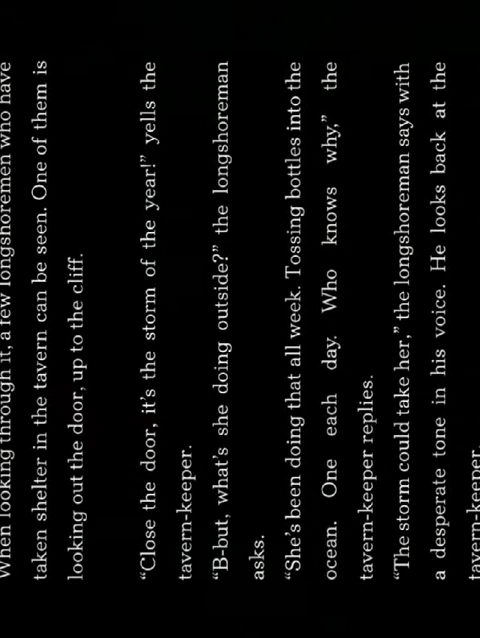 When looking through it, a few longshoremen who have
taken shelter in the tavern can be seen. One of them is
looking out the door, up to the cliff.
“Close the door, it’s the storm of the year!” yells the
tavern-keeper.
“B-but, what’s she doing outside?” the longshoreman
asks.
“She’s been doing that all week. Tossing bottles into the
ocean. One each day. Who knows why,” the
tavern-keeper replies.
“The storm could take her,” the longshoreman says with
a desperate tone in his voice. He looks back at the
tavern-keeper.